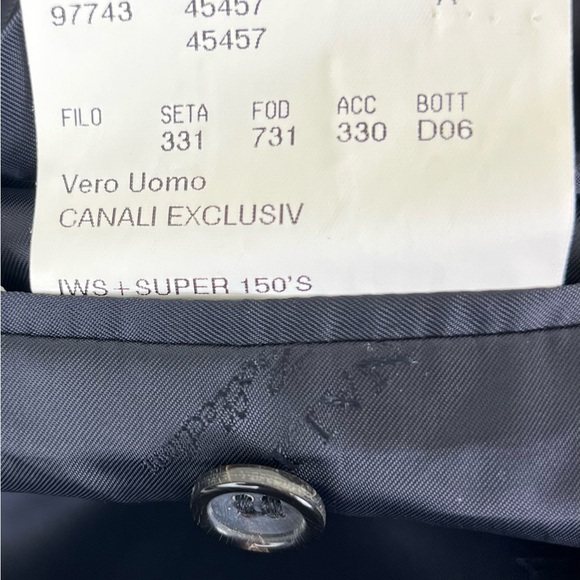 97743 45457 A
45457
FILO SETA FOD ACC BOTT
331 731 330 D06
Vero Uomo
CANALI EXCLUSIV
IWS+SUPER 150'S